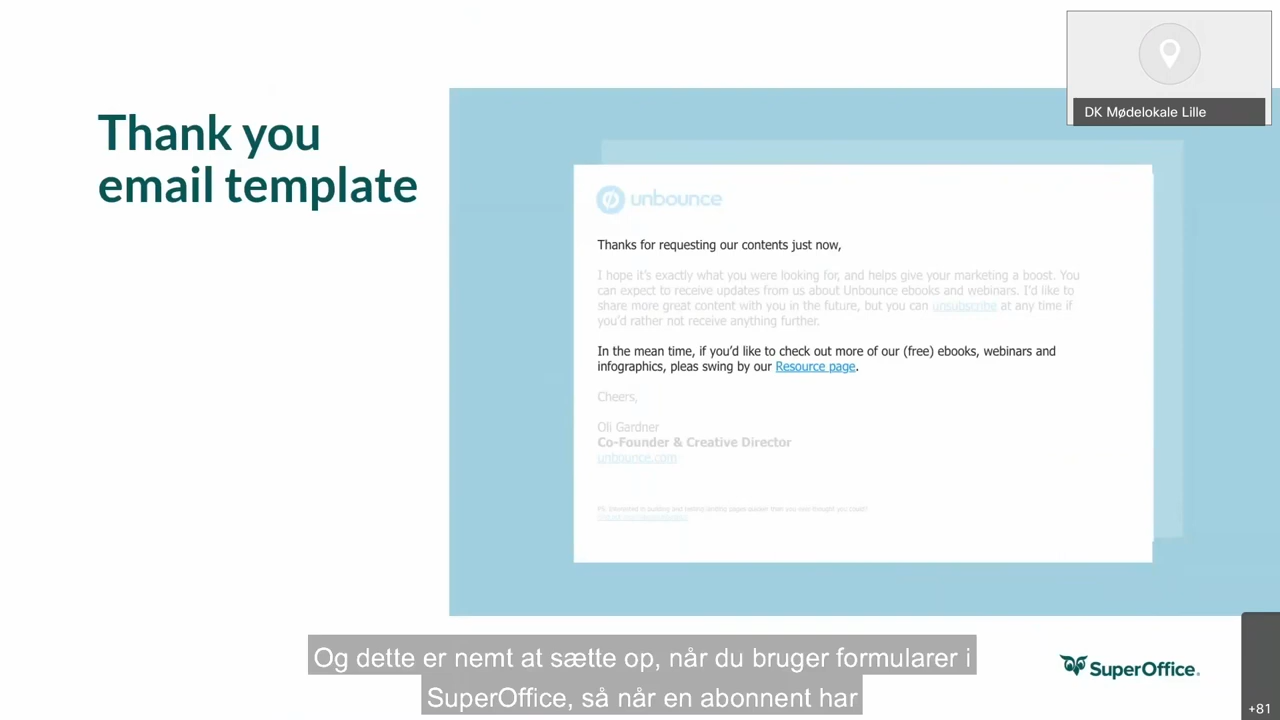 Thank you
email template
DK Mødelokale Lille
unbounce
Thanks for requesting our contents just now,
I hope it's exactly what you were looking for, and helps give your marketing a boost. You
can expect to receive updates from us about Unbounce ebooks and webinars. I'd like to
share more great content with you in the future, but you can unsubscribe at any time if
you'd rather not receive anything further.
In the mean time, if you'd like to check out more of our (free) ebooks, webinars and
infographics, pleas swing by our Resource page.
Cheers,
Oli Gardner
Co-Founder & Creative Director
unbounce.com
Og dette er nemt at sætte op, når du bruger formularer i
SuperOffice, så når en abonnent har
SuperOffice.
+81